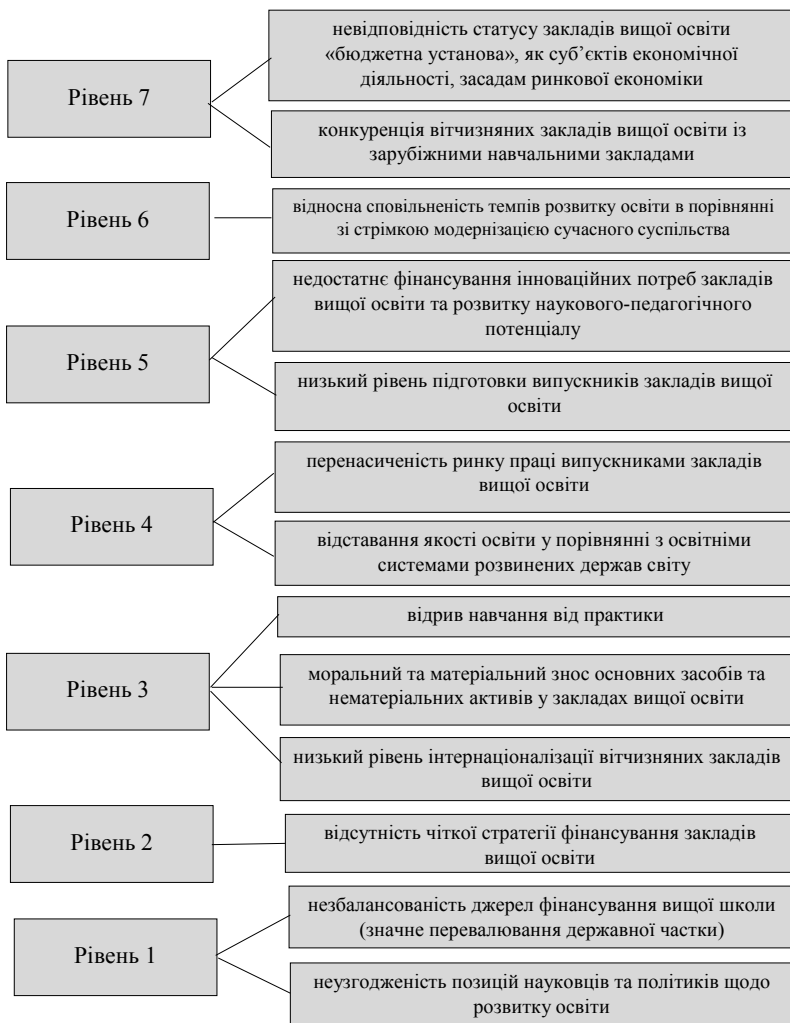 Рівень 7
невідповідність статусу закладів вищої освіти
«бюджетна установа», як суб’єктів економічної
діяльності, засадам ринкової економіки
конкуренція вітчизняних закладів вищої освіти із
зарубіжними навчальними закладами
Рівень 6
відносна сповільненість темпів розвитку освіти в порівнянні
зі стрімкою модернізацією сучасного суспільства
Рівень 5
недостатнє фінансування інноваційних потреб закладів
вищої освіти та розвитку наукового-педагогічного
потенціалу
низький рівень підготовки випускників закладів вищої
освіти
Рівень 4
перенасиченість ринку праці випускниками закладів
вищої освіти
відставання якості освіти у порівнянні з освітніми
системами розвинених держав світу
Рівень 3
відрив навчання від практики
моральний та матеріальний знос основних засобів та
нематеріальних активів у закладах вищої освіти
низький рівень інтернаціоналізації вітчизняних закладів
вищої освіти
Рівень 2
відсутність чіткої стратегії фінансування закладів
вищої освіти
Рівень 1
незбалансованість джерел фінансування вищої школи
(значне перевалювання державної частки)
неузгодженість позицій науковців та політиків щодо
розвитку освіти